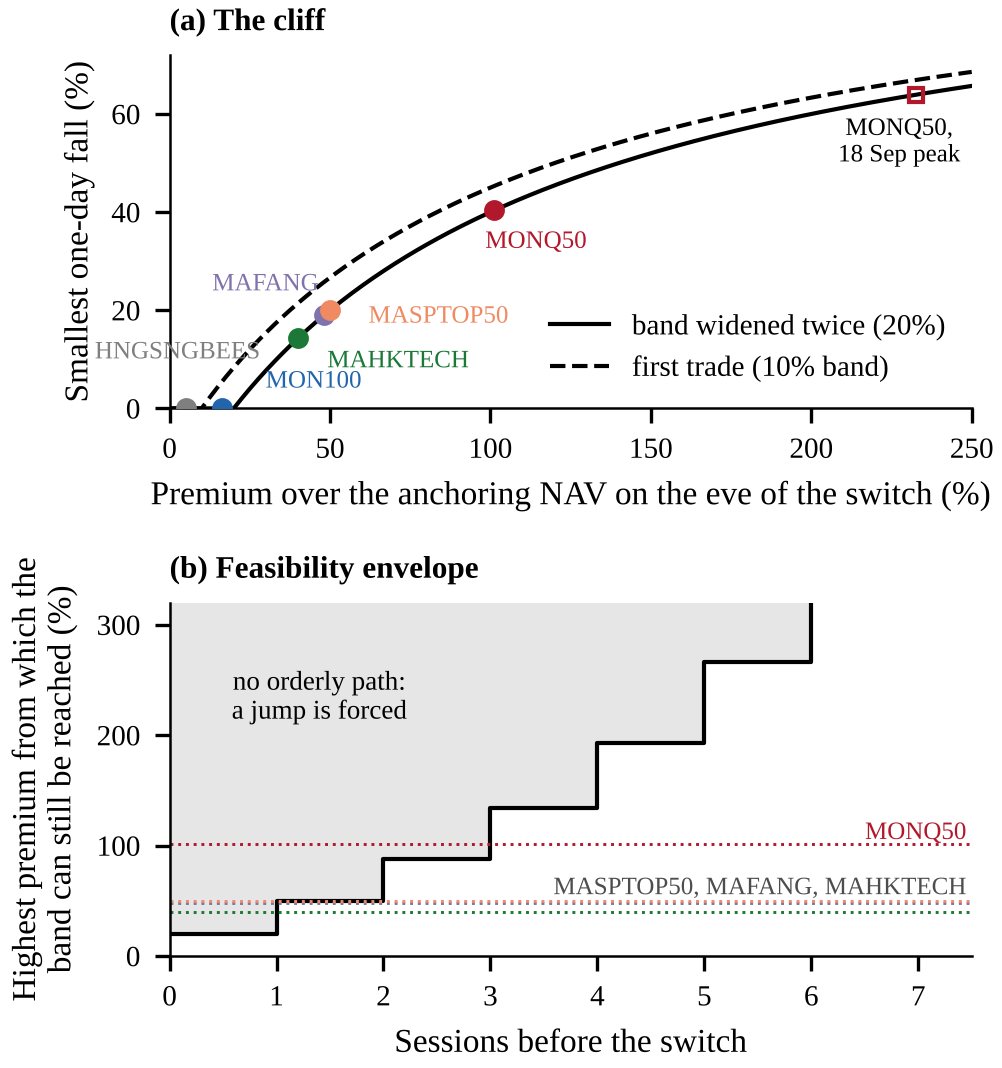 (a) The cliff
Smallest one-day fall (%)
60
40
20
0
MONQ50,
18 Sep peak
MONQ50
MAFANG
MASPTOP50
HNGSNGBEES
MAHKTECH
MON100
band widened twice (20%)
first trade (10% band)
0 50 100 150 200 250
Premium over the anchoring NAV on the eve of the switch (%)
(b) Feasibility envelope
Highest premium from which the
band can still be reached (%)
300
200
100
0
no orderly path:
a jump is forced
MONQ50
MASPTOP50, MAFANG, MAHKTECH
0 1 2 3 4 5 6 7
Sessions before the switch